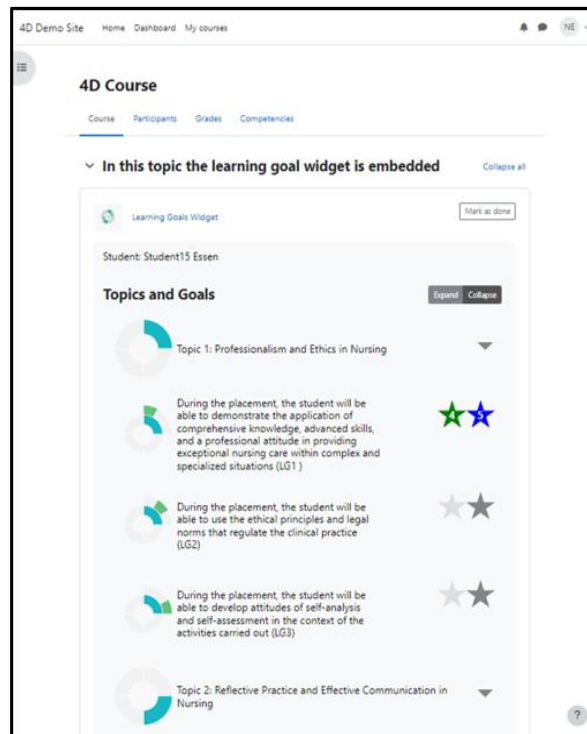 4D Demo Site Home Dashboard My courses NE
4D Course
Course Participants Grades Competencies
In this topic the learning goal widget is embedded Collapse all
Learning Goals Widget Mark as done
Student: Student15 Essen
Topics and Goals Expand Collapse
Topic 1: Professionalism and Ethics in Nursing
During the placement, the student will be
able to demonstrate the application of
comprehensive knowledge, advanced skills,
and a professional attitude in providing
exceptional nursing care within complex and
specialized situations (LG1 )
4 5
During the placement, the student will be
able to use the ethical principles and legal
norms that regulate the clinical practice
(LG2)
During the placement, the student will be
able to develop attitudes of self-analysis
and self-assessment in the context of the
activities carried out (LG3)
Topic 2: Reflective Practice and Effective Communication in
Nursing
?